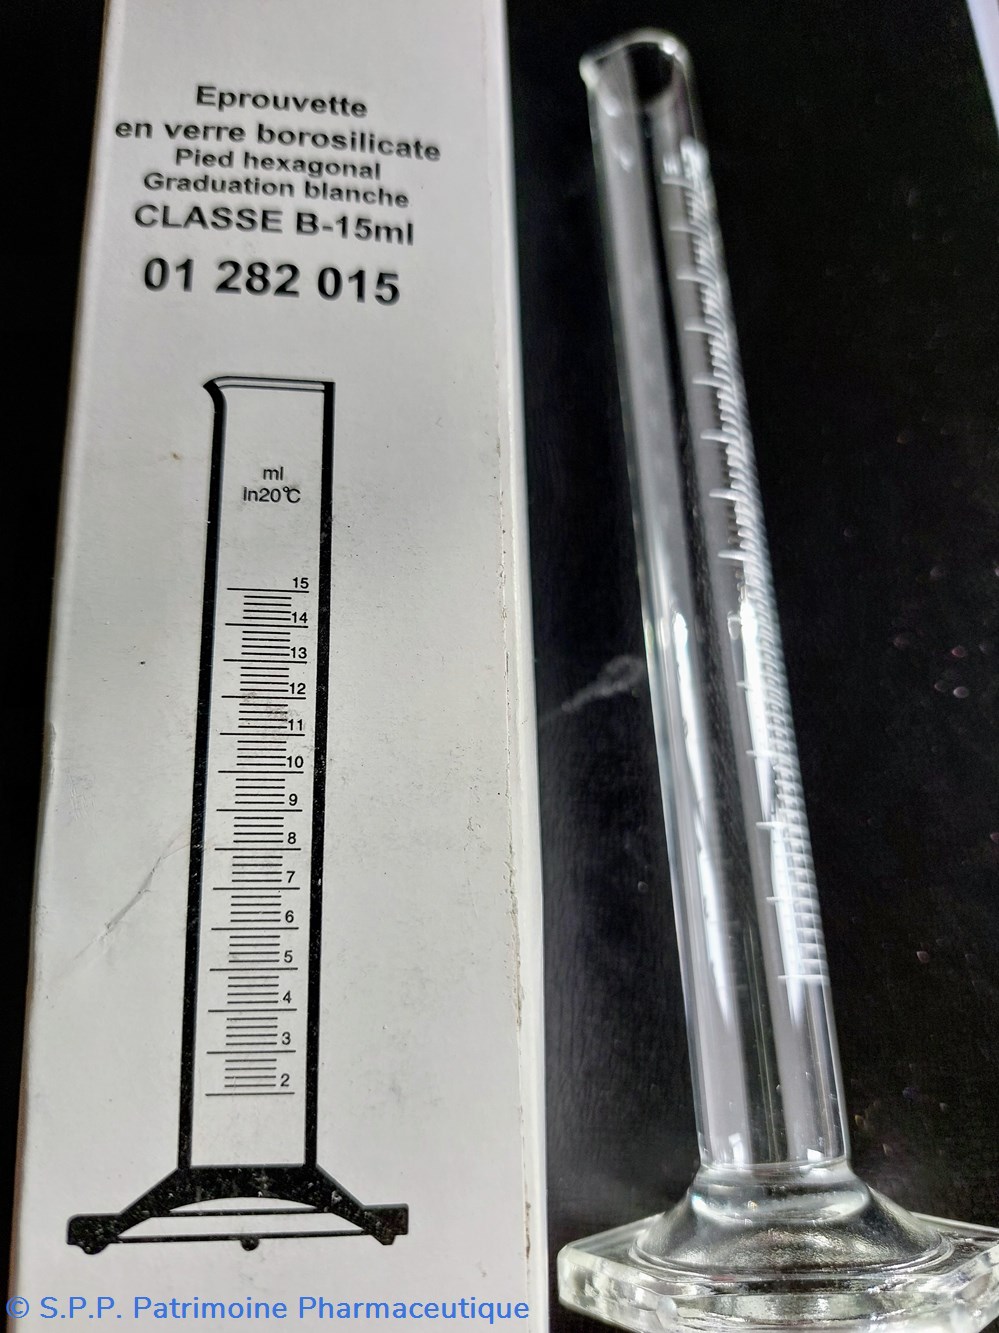 Eprouvette
en verre borosilicate
Pied hexagonal
Graduation blanche
CLASSE B-15ml
01 282 015
ml
In20°C
15
14
13
12
11
10
9
8
7
6
5
4
3
2
© S.P.P. Patrimoine Pharmaceutique